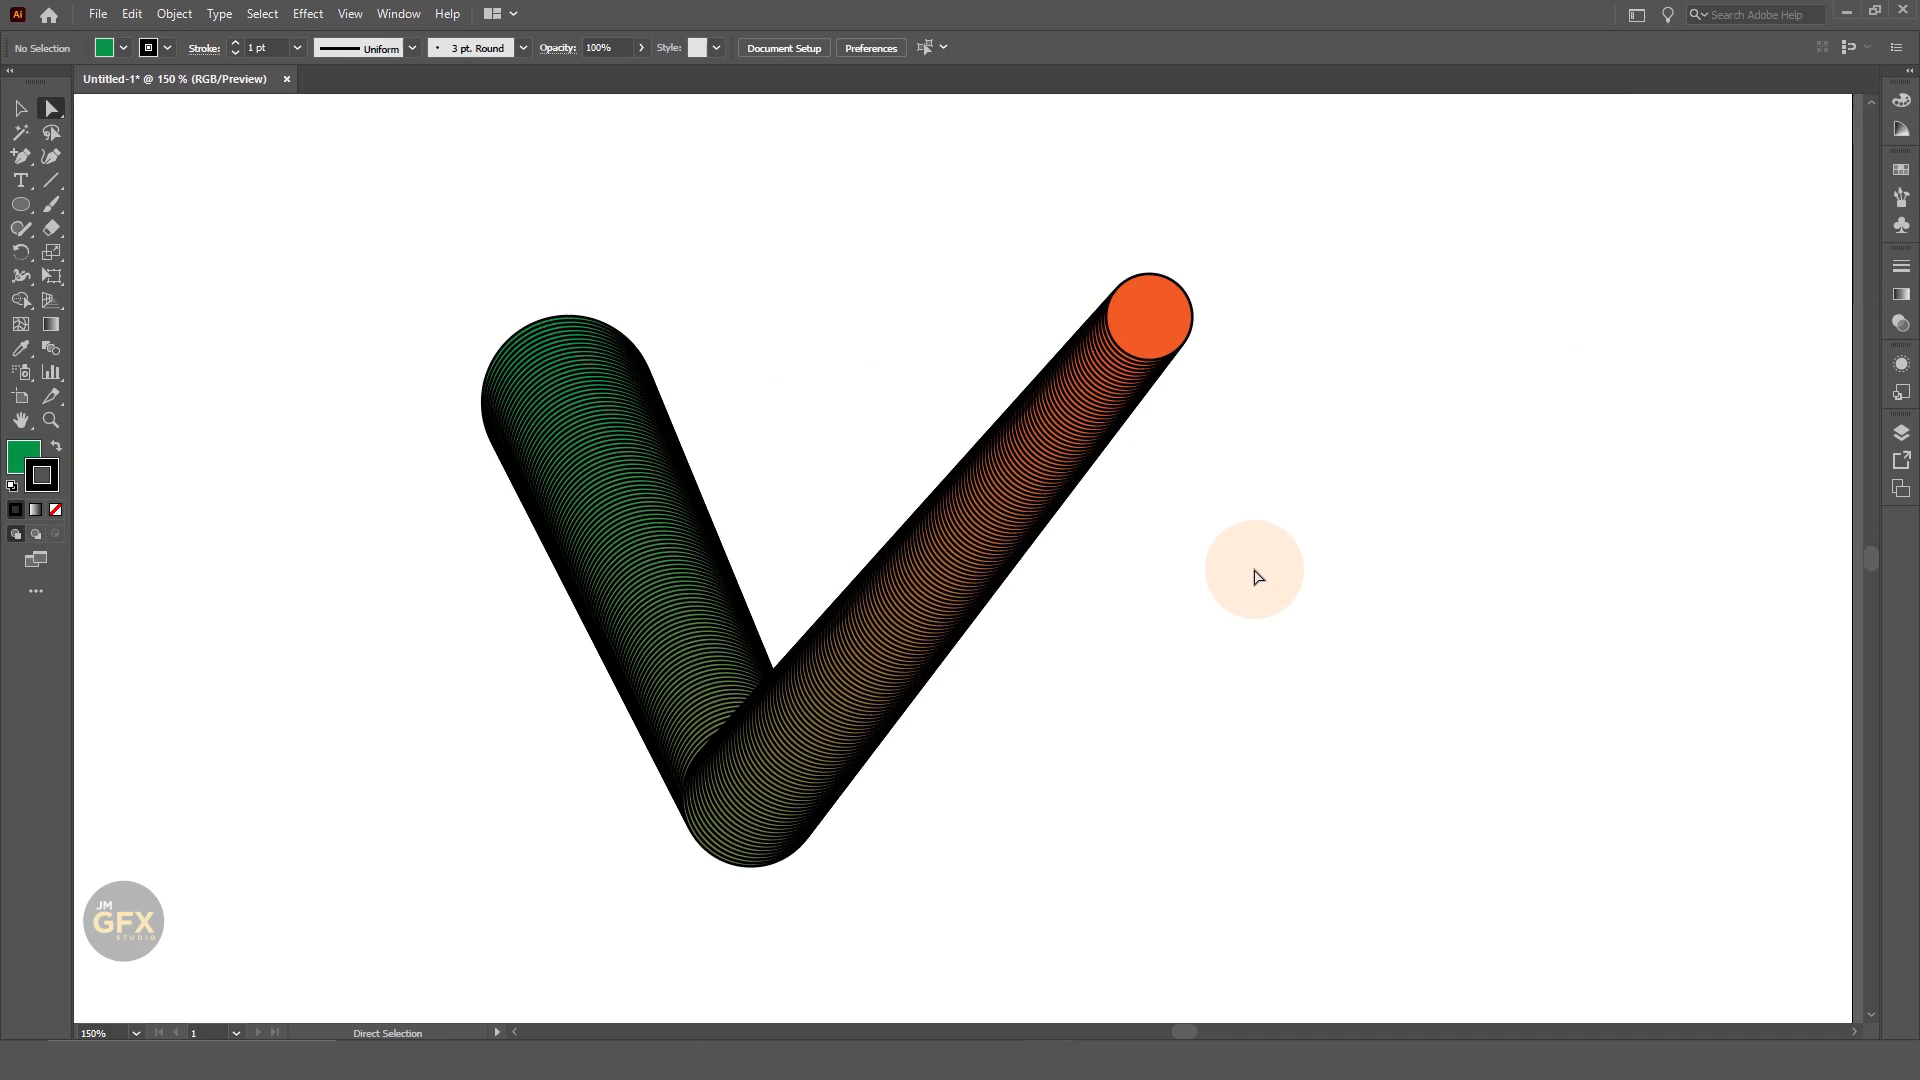 Ai File Edit Object Type Select Effect View Window Help Search Adobe Help
No Selection Stroke: 1 pt Uniform 3 pt. Round Opacity: 100% Style: Document Setup Preferences
Untitled-1* @ 150 % (RGB/Preview) ×
JM
GFX
STUDIO
150% 1 Direct Selection